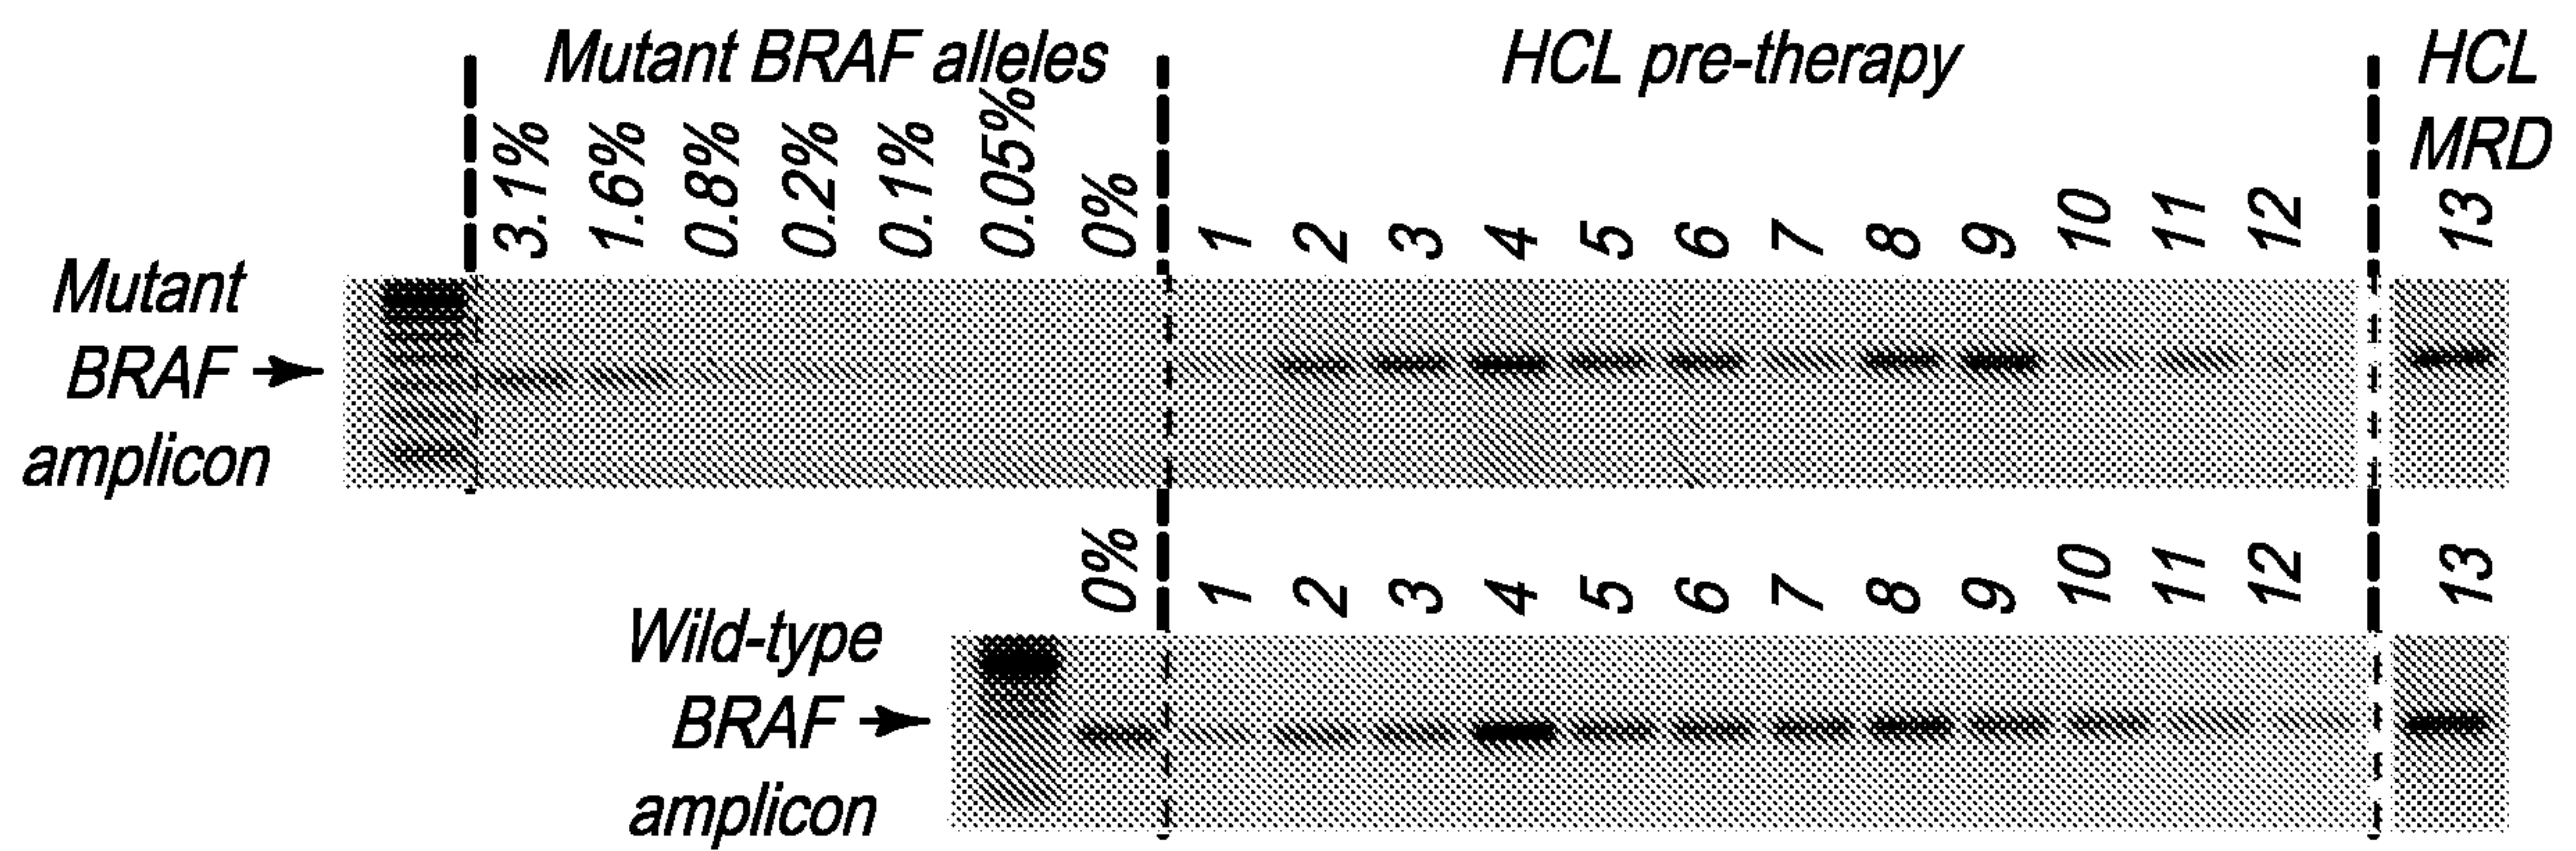 Mutant BRAF alleles
HCL pre-therapy
HCL
MRD
3.1% 1.6% 0.8% 0.2% 0.1% 0.05% 0% 1 2 3 4 5 6 7 8 9 10 11 12 13
Mutant
BRAF
amplicon
0% 1 2 3 4 5 6 7 8 9 10 11 12 13
Wild-type
BRAF
amplicon